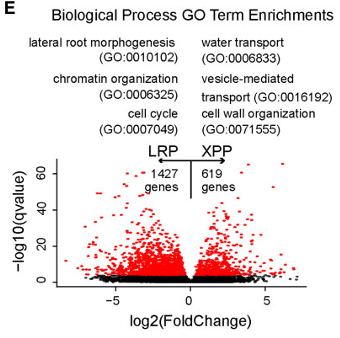 E
Biological Process GO Term Enrichments
lateral root morphogenesis
(GO:0010102)
chromatin organization
(GO:0006325)
cell cycle
(GO:0007049)
water transport
(GO:0006833)
vesicle-mediated
transport (GO:0016192)
cell wall organization
(GO:0071555)
LRP XPP
1427 619
genes genes
−log10(qvalue)
60
40
20
0
−5 0 5
log2(FoldChange)